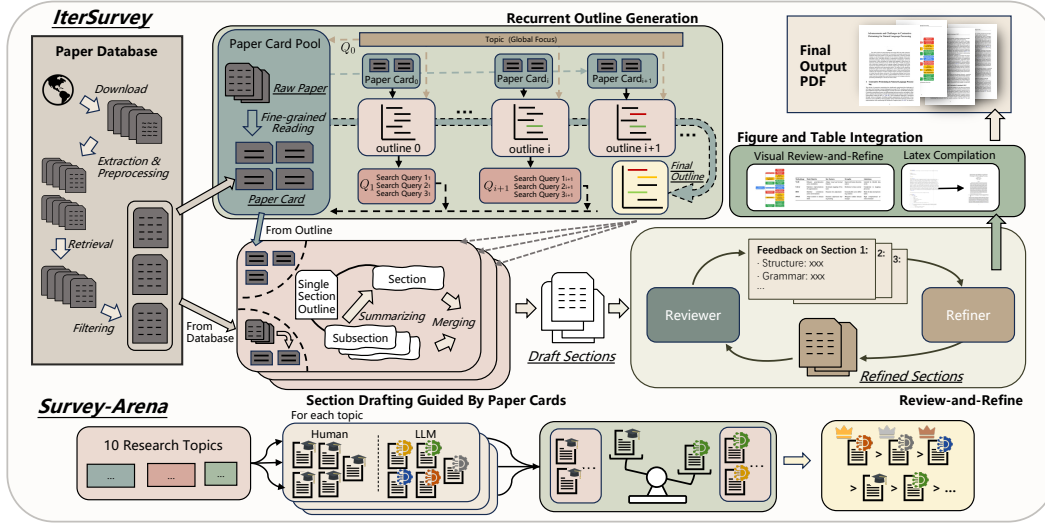 IterSurvey
Paper Database
Download
Extraction &
Preprocessing
Retrieval
Filtering
Recurrent Outline Generation
Paper Card Pool
Q0
Topic (Global Focus)
Raw Paper
Fine-grained
Reading
Paper Card
Paper Card0
Paper Cardi
Paper Cardi+1
...
...
outline 0
outline i
outline i+1
Q1
Search Query 1
Search Query 2
Search Query 3
Qi+1
Search Query 1i+1
Search Query 2i+1
Search Query 3i+1
Final
Outline
Final
Output
PDF
Figure and Table Integration
Visual Review-and-Refine
Latex Compilation
From Outline
From
Database
Single
Section
Outline
Section
Summarizing
Subsection
Merging
Draft Sections
Feedback on Section 1:
· Structure: xxx
· Grammar: xxx
...
2:
3:
Reviewer
Refiner
Refined Sections
Section Drafting Guided By Paper Cards
Review-and-Refine
Survey-Arena
10 Research Topics
...
...
...
For each topic
Human
LLM
...
...
> > >
> > > ...